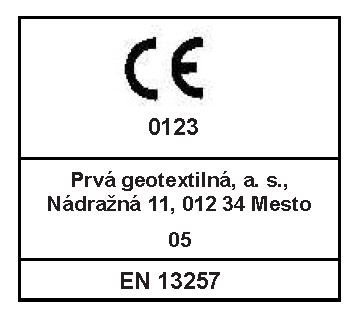 CE
0123
Prvá geotextilná, a. s.,
Nádražná 11, 012 34 Mesto
05
EN 13257